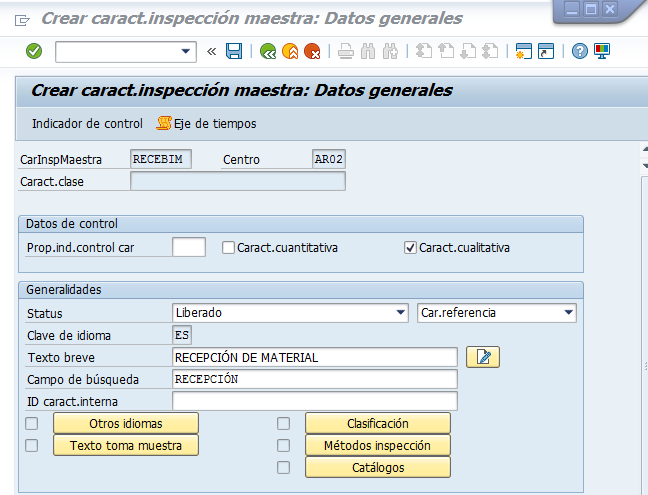 Crear caract.inspección maestra: Datos generales
Crear caract.inspección maestra: Datos generales
Indicador de control Eje de tiempos
CarInspMaestra RECEBIM Centro AR02
Caract.clase
Datos de control
Prop.ind.control car Caract.cuantitativa Caract.cualitativa
Generalidades
Status Liberado Car.referencia
Clave de idioma ES
Texto breve RECEPCIÓN DE MATERIAL
Campo de búsqueda RECEPCIÓN
ID caract.interna
Otros idiomas Clasificación
Texto toma muestra Métodos inspección
Catálogos